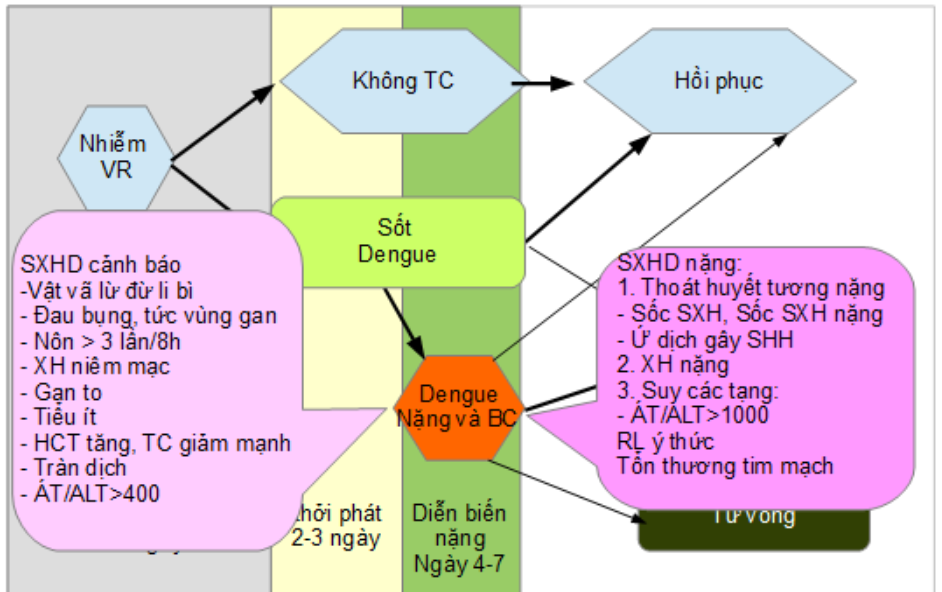 Không TC
Hồi phục
Nhiễm
VR
Sốt
Dengue
SXHD cảnh báo
-Vật vã lừ đừ li bì
- Đau bụng, tức vùng gan
- Nôn > 3 lần/8h
- XH niêm mạc
- Gan to
- Tiểu ít
- HCT tăng, TC giảm mạnh
- Tràn dịch
- ÁT/ALT>400
SXHD nặng:
1. Thoát huyết tương nặng
- Sốc SXH, Sốc SXH nặng
- Ứ dịch gây SHH
2. XH nặng
3. Suy các tạng:
- ÁT/ALT>1000
RL ý thức
Tổn thương tim mạch
Dengue
Nặng và BC
khởi phát
2-3 ngày
Diễn biến
nặng
Ngày 4-7
Tử vong